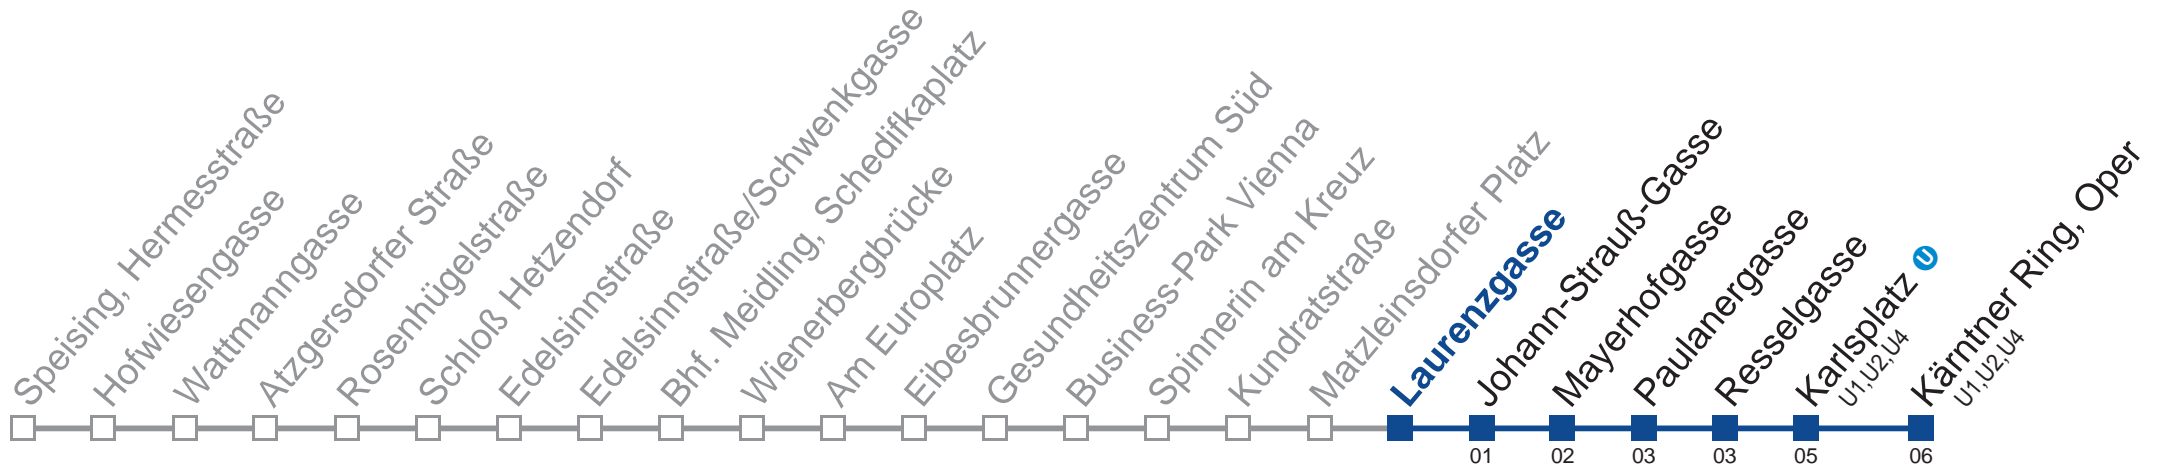 Speising, Hermesstraße
Hofwiesengasse
Wattmanngasse
Atzgersdorfer Straße
Rosenhügelstraße
Schloß Hetzendorf
Edelsinnstraße
Edelsinnstraße/Schwenkgasse
Bhf. Meidling, Schedifkaplatz
Wienerbergbrücke
Am Europlatz
Eibesbrunnergasse
Gesundheitszentrum Süd
Business-Park Vienna
Spinnerin am Kreuz
Kundratstraße
Matzleinsdorfer Platz
Laurenzgasse
Johann-Strauß-Gasse
01
Mayerhofgasse
02
Paulanergasse
03
Resselgasse
03
Karlsplatz U
U1,U2,U4
05
Kärntner Ring, Oper
U1,U2,U4
06